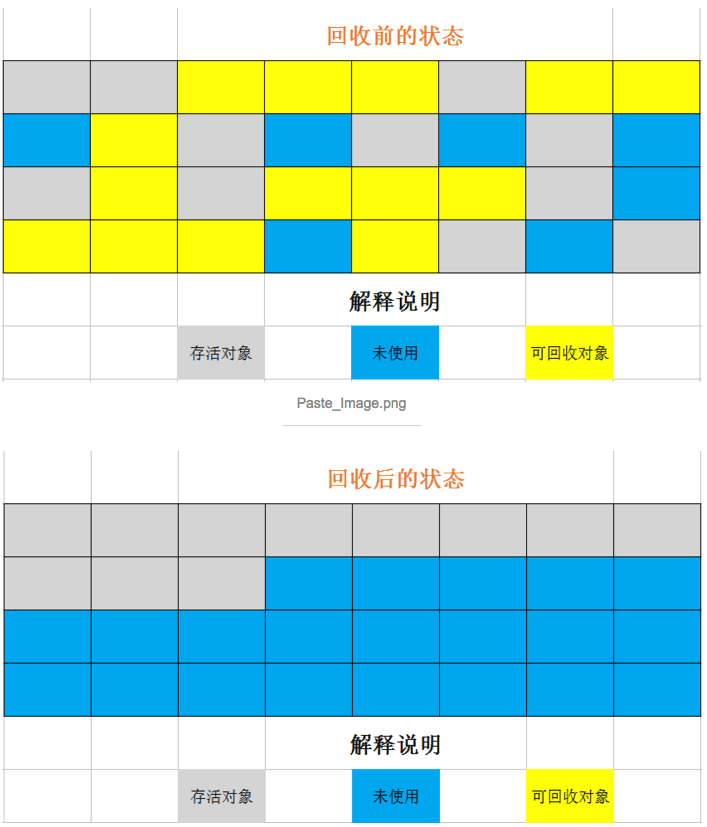 回收前的状态
解释说明
存活对象 未使用 可回收对象
Paste_Image.png
回收后的状态
解释说明
存活对象 未使用 可回收对象